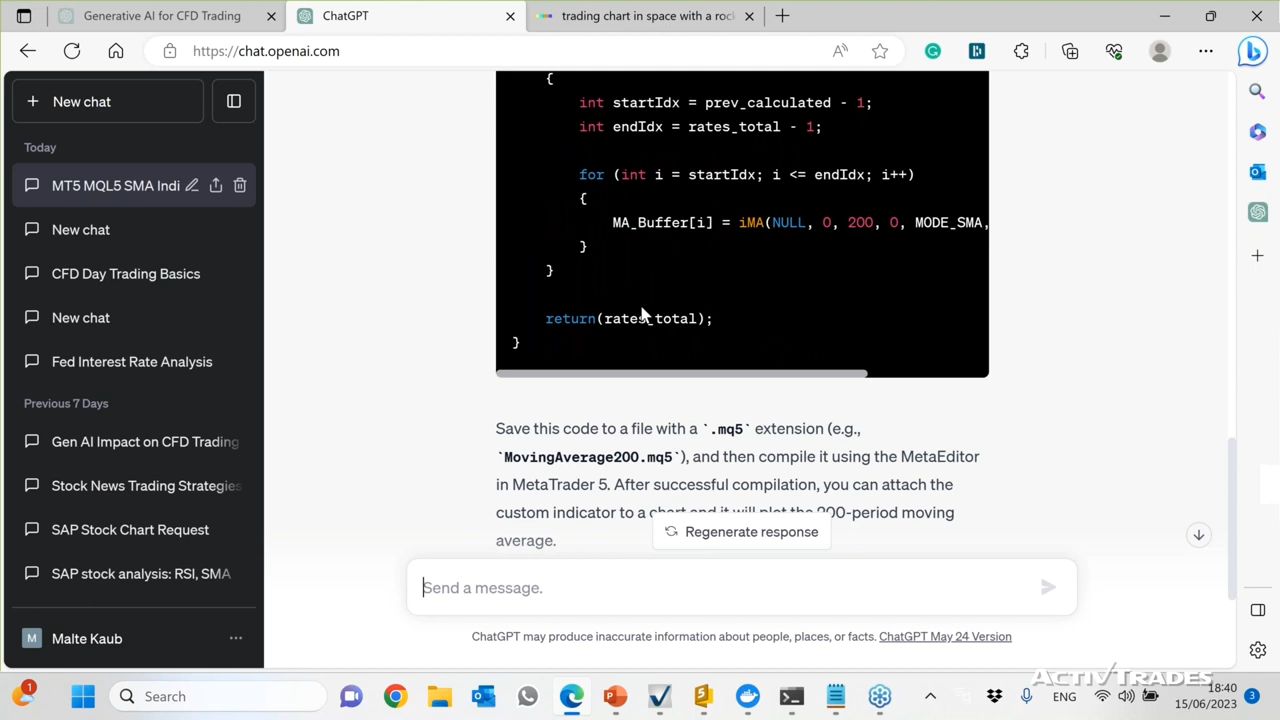 Generative AI for CFD Trading
ChatGPT
trading chart in space with a rock
https://chat.openai.com
New chat
Today
MT5 MQL5 SMA Indi
New chat
CFD Day Trading Basics
New chat
Fed Interest Rate Analysis
Previous 7 Days
Gen AI Impact on CFD Trading
Stock News Trading Strategies
SAP Stock Chart Request
SAP stock analysis: RSI, SMA
M Malte Kaub
{
int startIdx = prev_calculated - 1;
int endIdx = rates_total - 1;
for (int i = startIdx; i <= endIdx; i++)
{
MA_Buffer[i] = iMA(NULL, 0, 200, 0, MODE_SMA,
}
}
return(rates_total);
}
Save this code to a file with a `.mq5` extension (e.g.,
`MovingAverage200.mq5`), and then compile it using the MetaEditor
in MetaTrader 5. After successful compilation, you can attach the
custom indicator to a chart and it will plot the 200-period moving
average.
Regenerate response
Send a message.
ChatGPT may produce inaccurate information about people, places, or facts. ChatGPT May 24 Version
ACTIVTRADES
1
Search
ENG
18:40
15/06/2023
3